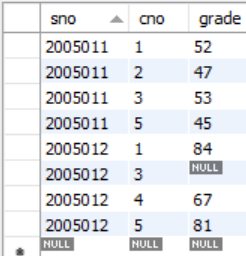 sno cno grade
2005011 1 52
2005011 2 47
2005011 3 53
2005011 5 45
2005012 1 84
2005012 3 NULL
2005012 4 67
2005012 5 81
* NULL NULL NULL